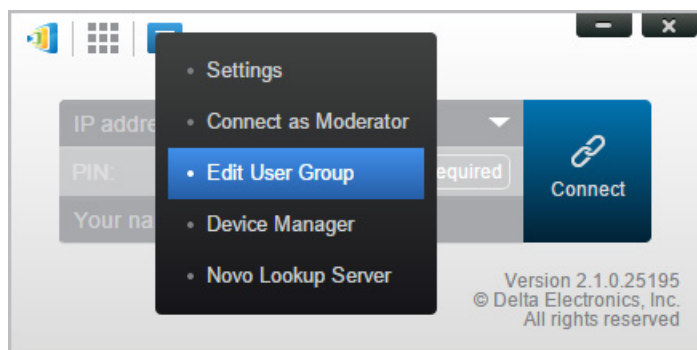 Settings
IP addre
Connect as Moderator
PIN:
Edit User Group
equired
Connect
Your na
Device Manager
Novo Lookup Server
Version 2.1.0.25195
© Delta Electronics, Inc.
All rights reserved